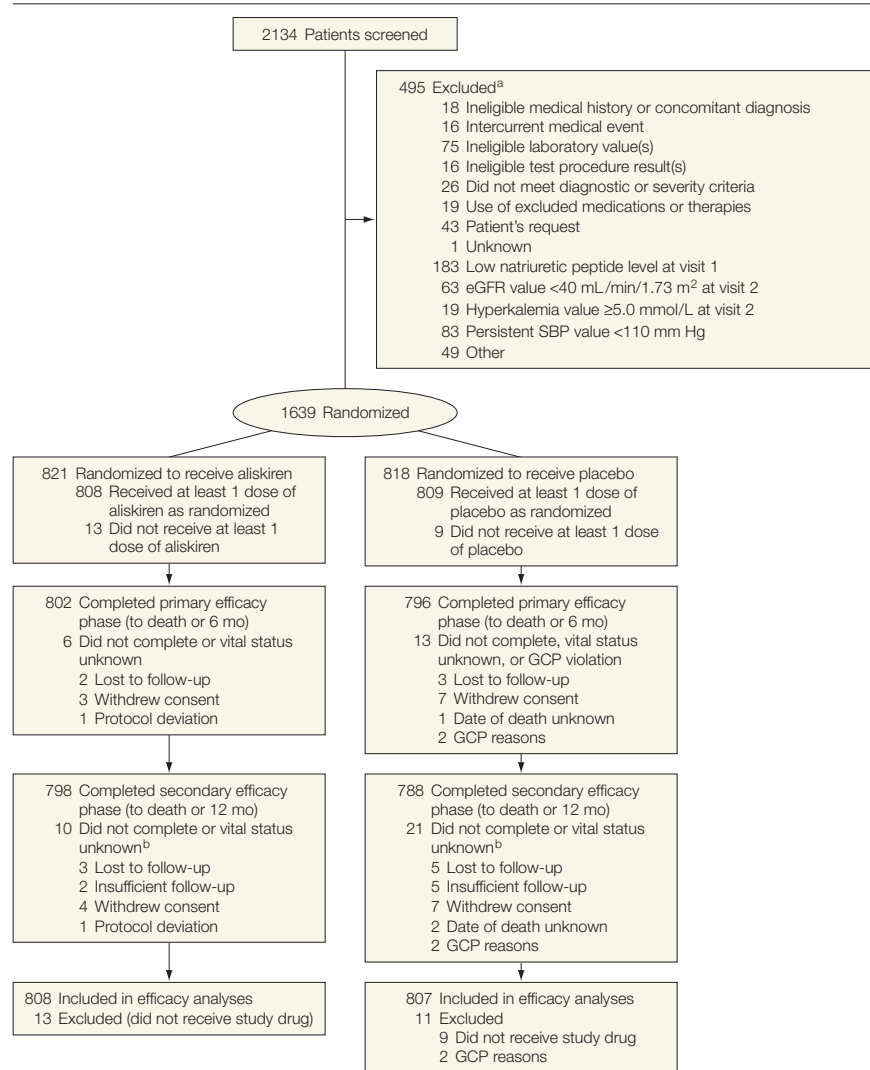 2134 Patients screened
495 Excludedª
18 Ineligible medical history or concomitant diagnosis
16 Intercurrent medical event
75 Ineligible laboratory value(s)
16 Ineligible test procedure result(s)
26 Did not meet diagnostic or severity criteria
19 Use of excluded medications or therapies
43 Patient's request
1 Unknown
183 Low natriuretic peptide level at visit 1
63 eGFR value <40 mL/min/1.73 m² at visit 2
19 Hyperkalemia value ≥5.0 mmol/L at visit 2
83 Persistent SBP value <110 mm Hg
49 Other
1639 Randomized
821 Randomized to receive aliskiren
808 Received at least 1 dose of
aliskiren as randomized
13 Did not receive at least 1
dose of aliskiren
818 Randomized to receive placebo
809 Received at least 1 dose of
placebo as randomized
9 Did not receive at least 1 dose
of placebo
802 Completed primary efficacy
phase (to death or 6 mo)
6 Did not complete or vital status
unknown
2 Lost to follow-up
3 Withdrew consent
1 Protocol deviation
796 Completed primary efficacy
phase (to death or 6 mo)
13 Did not complete, vital status
unknown, or GCP violation
3 Lost to follow-up
7 Withdrew consent
1 Date of death unknown
2 GCP reasons
798 Completed secondary efficacy
phase (to death or 12 mo)
10 Did not complete or vital status
unknownᵇ
3 Lost to follow-up
2 Insufficient follow-up
4 Withdrew consent
1 Protocol deviation
788 Completed secondary efficacy
phase (to death or 12 mo)
21 Did not complete or vital status
unknownᵇ
5 Lost to follow-up
5 Insufficient follow-up
7 Withdrew consent
2 Date of death unknown
2 GCP reasons
808 Included in efficacy analyses
13 Excluded (did not receive study drug)
807 Included in efficacy analyses
11 Excluded
9 Did not receive study drug
2 GCP reasons